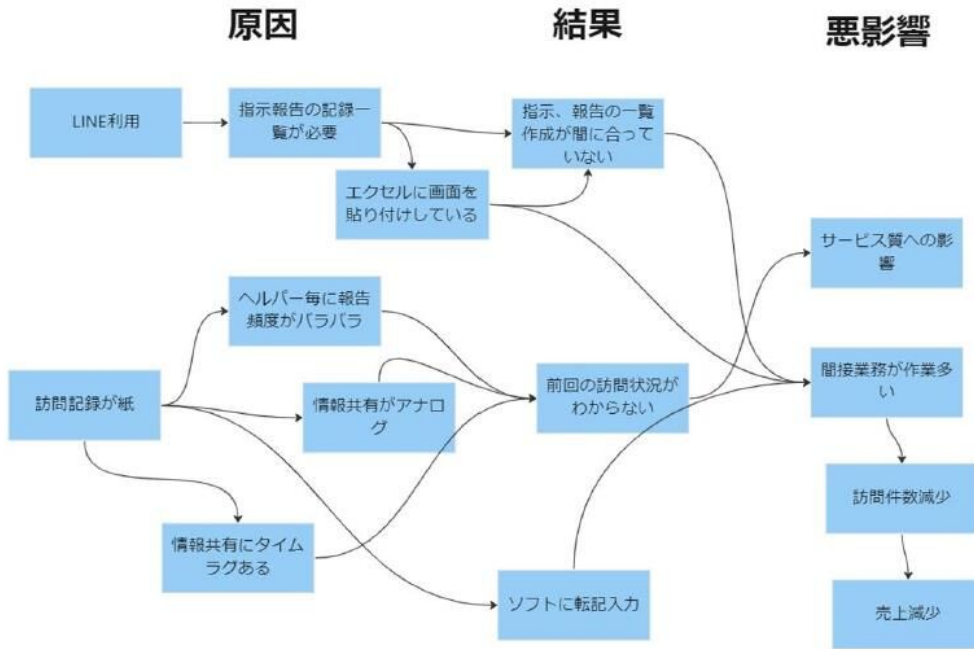 原因
結果
悪影響
LINE利用
指示報告の記録一
覧が必要
指示、報告の一覧
作成が間に合って
いない
エクセルに画面を
貼り付けしている
サービス質への影
響
ヘルパー毎に報告
頻度がバラバラ
間接業務が作業多
い
訪問記録が紙
情報共有がアナロ
グ
前回の訪問状況が
わからない
訪問件数減少
情報共有にタイム
ラグある
ソフトに転記入力
売上減少